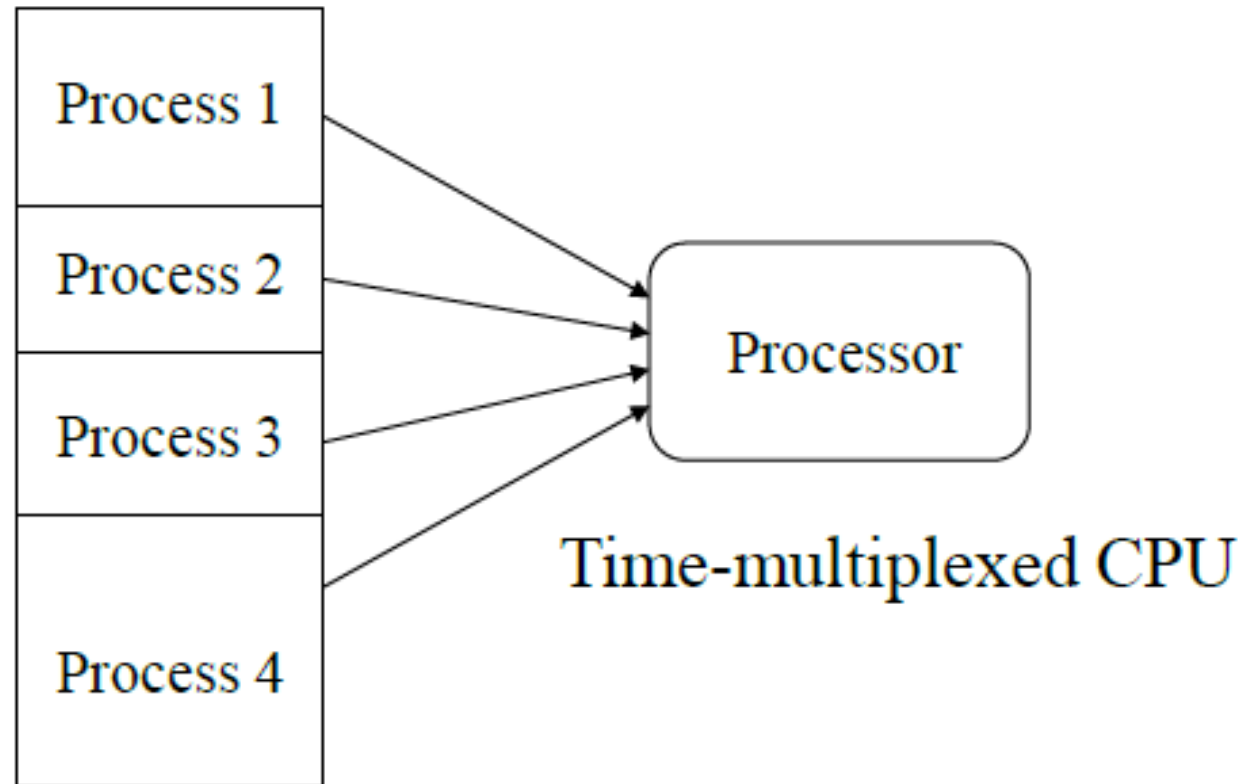 Process 1
Process 2
Process 3
Process 4
Processor
Time-multiplexed CPU